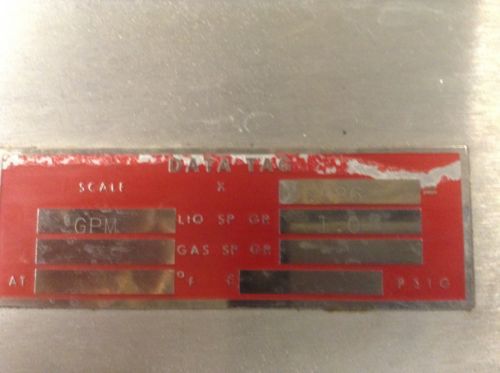 DATA TAG
SCALE X
GPM LIQ SP GR 1.0
GAS SP GR
AT °F PSIG